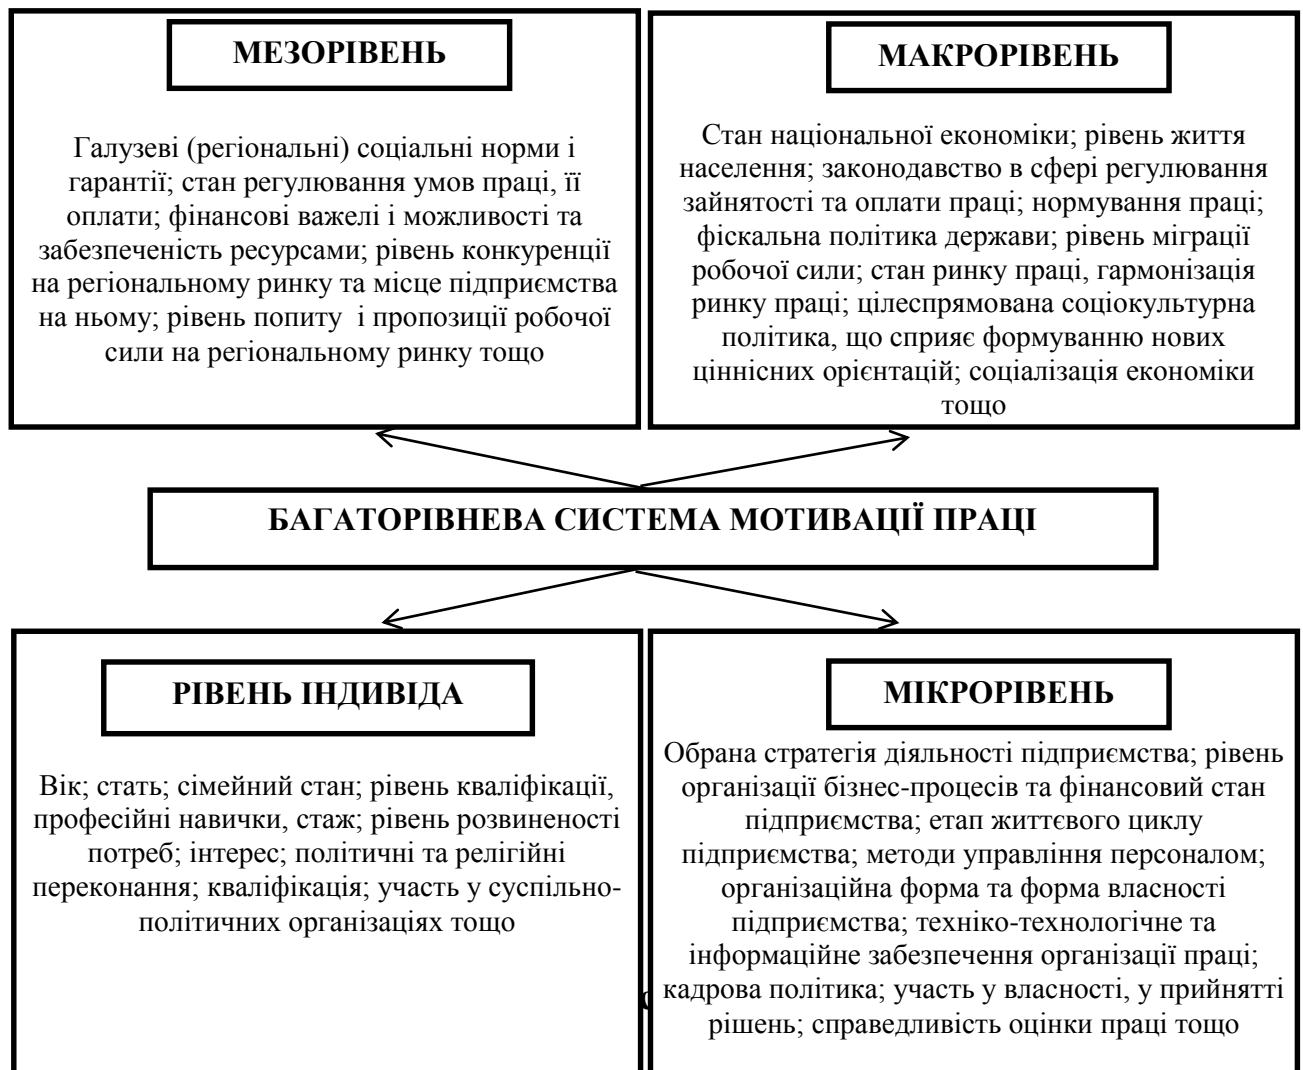 МЕЗОРІВЕНЬ
Галузеві (регіональні) соціальні норми і
гарантії; стан регулювання умов праці, її
оплати; фінансові важелі і можливості та
забезпеченість ресурсами; рівень конкуренції
на регіональному ринку та місце підприємства
на ньому; рівень попиту і пропозиції робочої
сили на регіональному ринку тощо
МАКРОРІВЕНЬ
Стан національної економіки; рівень життя
населення; законодавство в сфері регулювання
зайнятості та оплати праці; нормування праці;
фіскальна політика держави; рівень міграції
робочої сили; стан ринку праці, гармонізація
ринку праці; цілеспрямована соціокультурна
політика, що сприяє формуванню нових
ціннісних орієнтацій; соціалізація економіки
тощо
БАГАТОРІВНЕВА СИСТЕМА МОТИВАЦІЇ ПРАЦІ
РІВЕНЬ ІНДИВІДА
Вік; стать; сімейний стан; рівень кваліфікації,
професійні навички, стаж; рівень розвиненості
потреб; інтерес; політичні та релігійні
переконання; кваліфікація; участь у суспільно-
політичних організаціях тощо
МІКРОРІВЕНЬ
Обрана стратегія діяльності підприємства; рівень
організації бізнес-процесів та фінансовий стан
підприємства; етап життєвого циклу
підприємства; методи управління персоналом;
організаційна форма та форма власності
підприємства; техніко-технологічне та
інформаційне забезпечення організації праці;
кадрова політика; участь у власності, у прийнятті
рішень; справедливість оцінки праці тощо